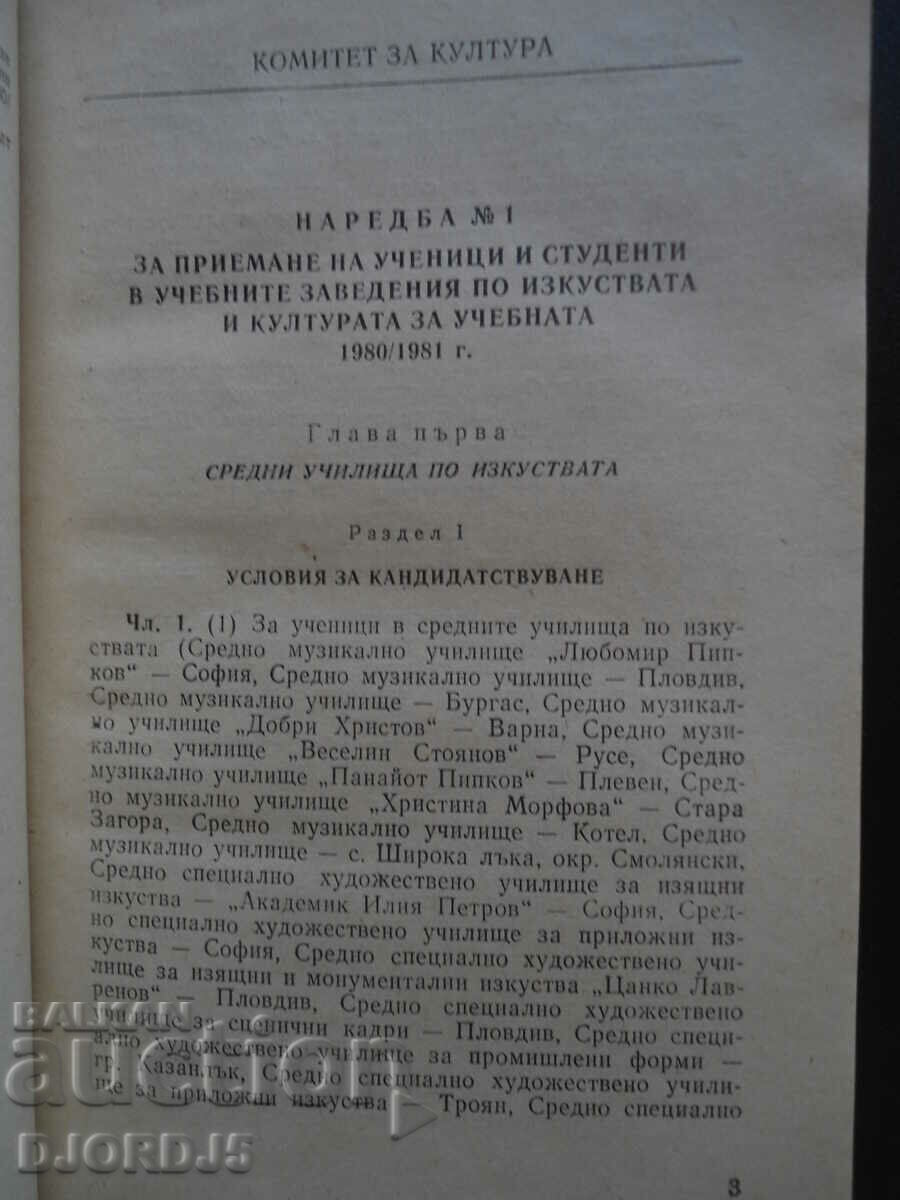 КОМИТЕТ ЗА КУЛТУРА
НАРЕДБА № 1
ЗА ПРИЕМАНЕ НА УЧЕНИЦИ И СТУДЕНТИ
В УЧЕБНИТЕ ЗАВЕДЕНИЯ ПО ИЗКУСТВАТА
И КУЛТУРАТА ЗА УЧЕБНАТА
1980/1981 г.
Глава първа
СРЕДНИ УЧИЛИЩА ПО ИЗКУСТВАТА
Раздел I
УСЛОВИЯ ЗА КАНДИДАТСТВУВАНЕ
Чл. 1. (1) За ученици в средните училища по изку-
ствата (Средно музикално училище „Любомир Пип-
ков“ — София, Средно музикално училище — Пловдив,
Средно музикално училище — Бургас, Средно музикал-
но училище „Добри Христов“ — Варна, Средно музи-
кално училище „Веселин Стоянов“ — Русе, Средно
музикално училище „Панайот Пипков“ — Плевен, Сред-
но музикално училище „Христина Морфова“ — Стара
Загора, Средно музикално училище — Котел, Средно
музикално училище — с. Широка лъка, окр. Смолянски,
Средно специално художествено училище за изящни
изкуства — „Академик Илия Петров“ — София, Сред-
но специално художествено училище за приложни из-
куства — София, Средно специално художествено учи-
лище за изящни и монументални изкуства „Цанко Лав-
ренов“ — Пловдив, Средно специално художествено
училище за сценични кадри — Пловдив, Средно специ-
ално художествено училище за промишлени форми —
гр. Казанлък, Средно специално художествено учили-
ще за приложни изкуства — Троян, Средно специално
3
BALKAN
auction
DJORDJ5